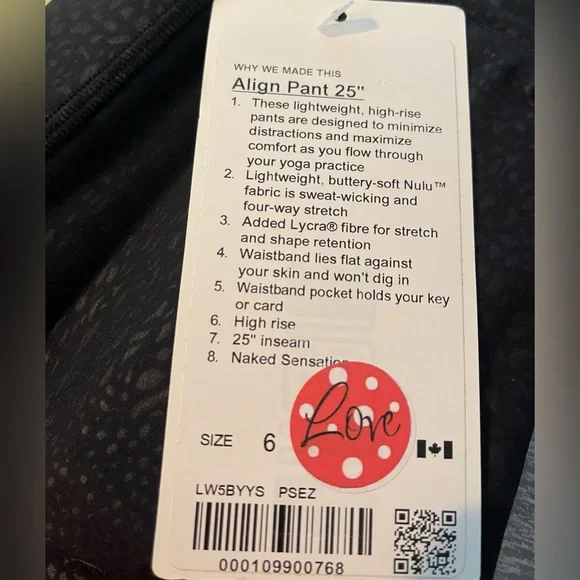 WHY WE MADE THIS
Align Pant 25"
1. These lightweight, high-rise
pants are designed to minimize
distractions and maximize
comfort as you flow through
your yoga practice
2. Lightweight, buttery-soft Nulu™
fabric is sweat-wicking and
four-way stretch
3. Added Lycra® fibre for stretch
and shape retention
4. Waistband lies flat against
your skin and won't dig in
5. Waistband pocket holds your key
or card
6. High rise
7. 25" inseam
8. Naked
Love
SIZE 6
LW5BYYS PSEZ
000109900768